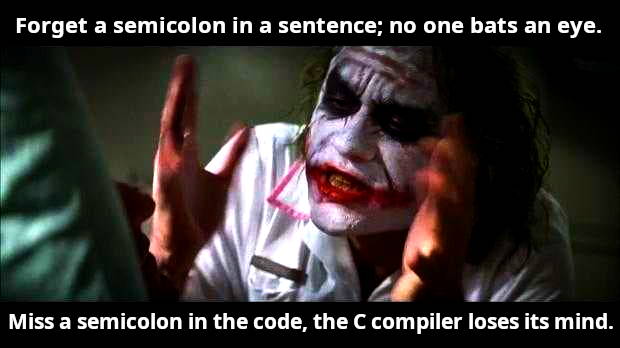 Forget a semicolon in a sentence; no one bats an eye.
Miss a semicolon in the code, the C compiler loses its mind.